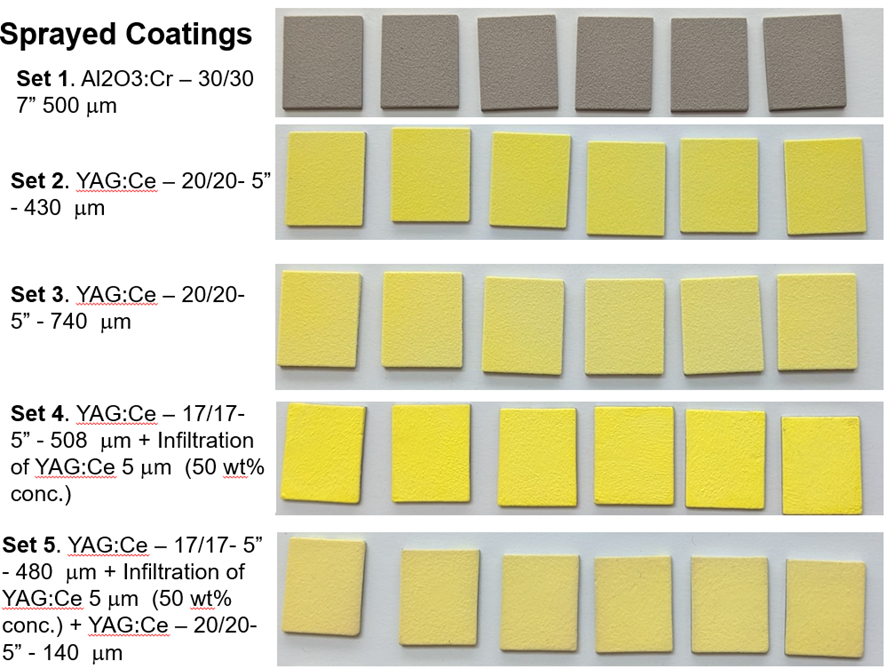 Sprayed Coatings
Set 1. Al2O3:Cr – 30/30
7” 500 μm
Set 2. YAG:Ce – 20/20- 5”
- 430  μm
Set 3. YAG:Ce – 20/20-
5” - 740  μm
Set 4. YAG:Ce – 17/17-
5” - 508  μm + Infiltration
of YAG:Ce 5 μm  (50 wt%
conc.)
Set 5. YAG:Ce – 17/17- 5”
- 480  μm + Infiltration of
YAG:Ce 5 μm  (50 wt%
conc.) + YAG:Ce – 20/20-
5” - 140  μm